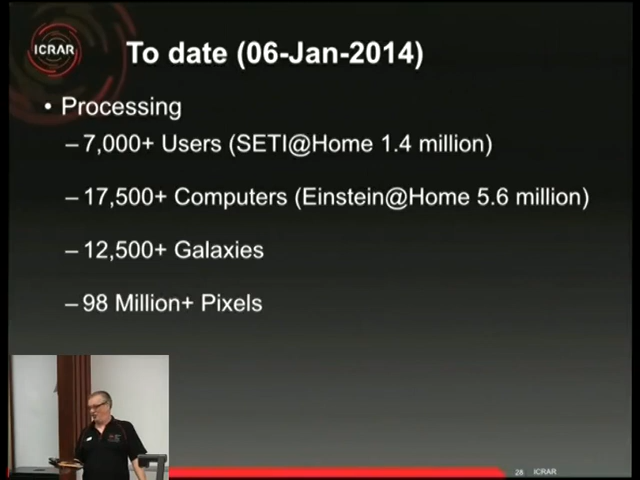 ICRAR
To date (06-Jan-2014)
• Processing
– 7,000+ Users (SETI@Home 1.4 million)
– 17,500+ Computers (Einstein@Home 5.6 million)
– 12,500+ Galaxies
– 98 Million+ Pixels
28 ICRAR